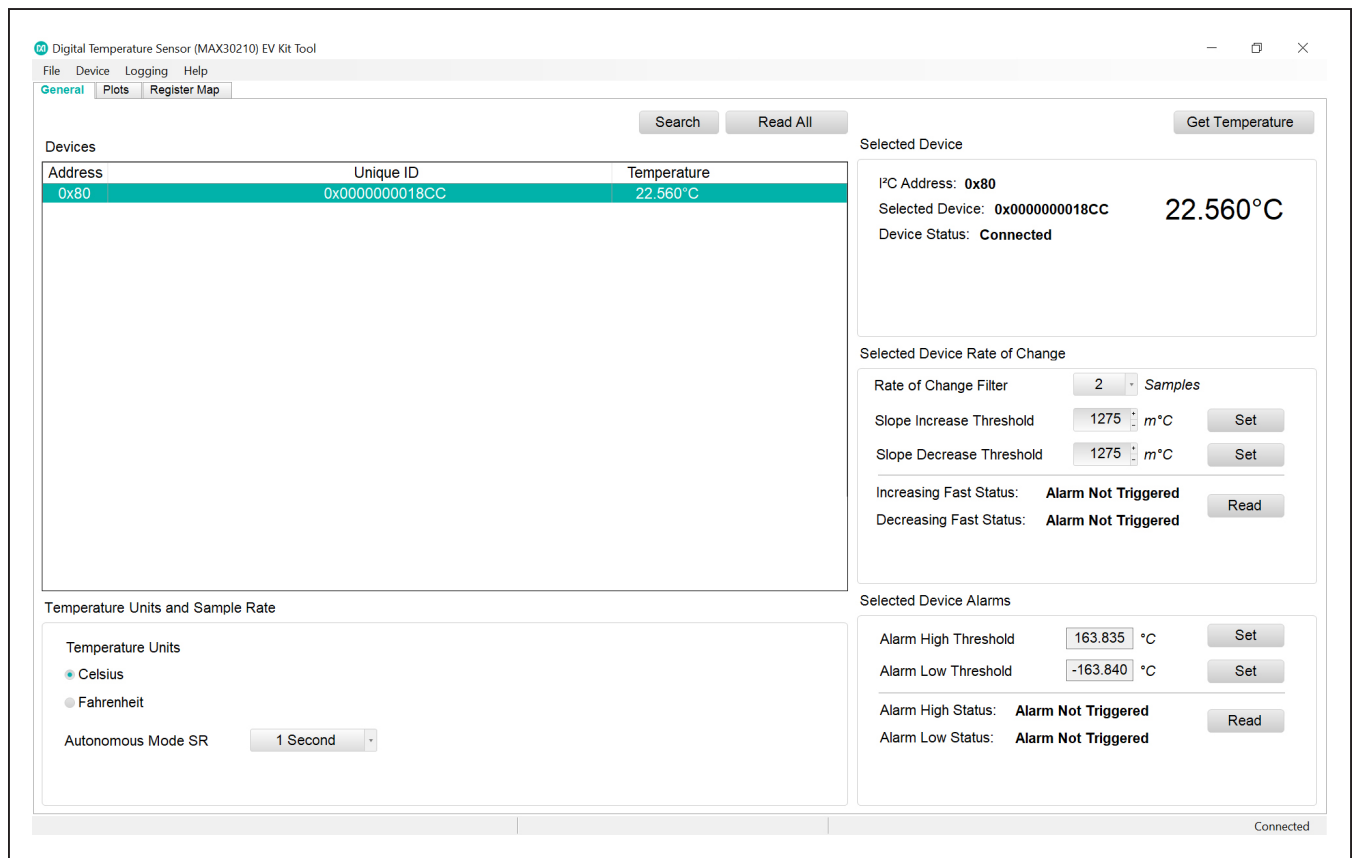 Digital Temperature Sensor (MAX30210) EV Kit Tool
File Device Logging Help
General Plots Register Map
Search Read All
Get Temperature
Devices
Address Unique ID Temperature
0x80 0x0000000018CC 22.560°C
Selected Device
I²C Address: 0x80
Selected Device: 0x0000000018CC
22.560°C
Device Status: Connected
Selected Device Rate of Change
Rate of Change Filter 2 Samples
Slope Increase Threshold 1275 m°C Set
Slope Decrease Threshold 1275 m°C Set
Increasing Fast Status: Alarm Not Triggered
Read
Decreasing Fast Status: Alarm Not Triggered
Temperature Units and Sample Rate
Temperature Units
Celsius
Fahrenheit
Autonomous Mode SR 1 Second
Selected Device Alarms
Alarm High Threshold 163.835 °C Set
Alarm Low Threshold -163.840 °C Set
Alarm High Status: Alarm Not Triggered
Read
Alarm Low Status: Alarm Not Triggered
Connected